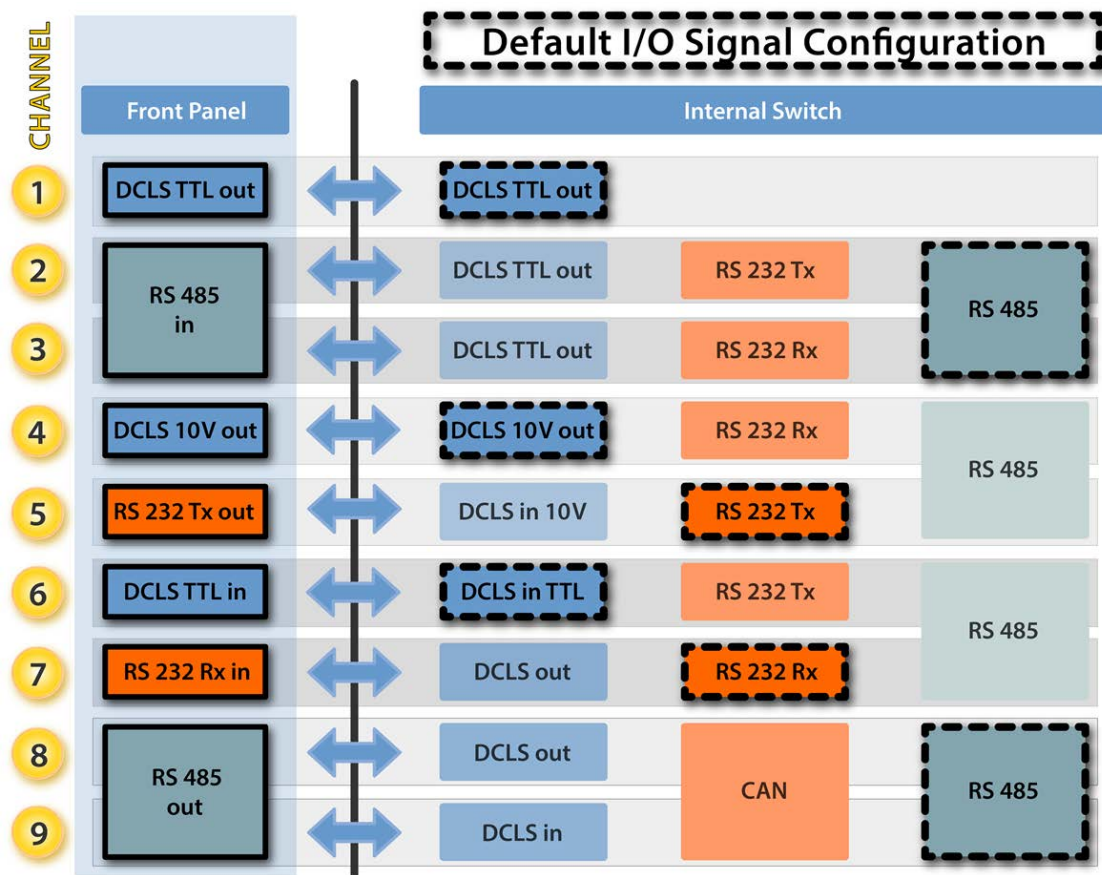 CHANNEL
Default I/O Signal Configuration
Front Panel
Internal Switch
1
DCLS TTL out
DCLS TTL out
2
RS 485
in
DCLS TTL out
RS 232 Tx
RS 485
3
DCLS TTL out
RS 232 Rx
4
DCLS 10V out
DCLS 10V out
RS 232 Rx
RS 485
5
RS 232 Tx out
DCLS in 10V
RS 232 Tx
6
DCLS TTL in
DCLS in TTL
RS 232 Tx
RS 485
7
RS 232 Rx in
DCLS out
RS 232 Rx
8
RS 485
out
DCLS out
CAN
RS 485
9
DCLS in